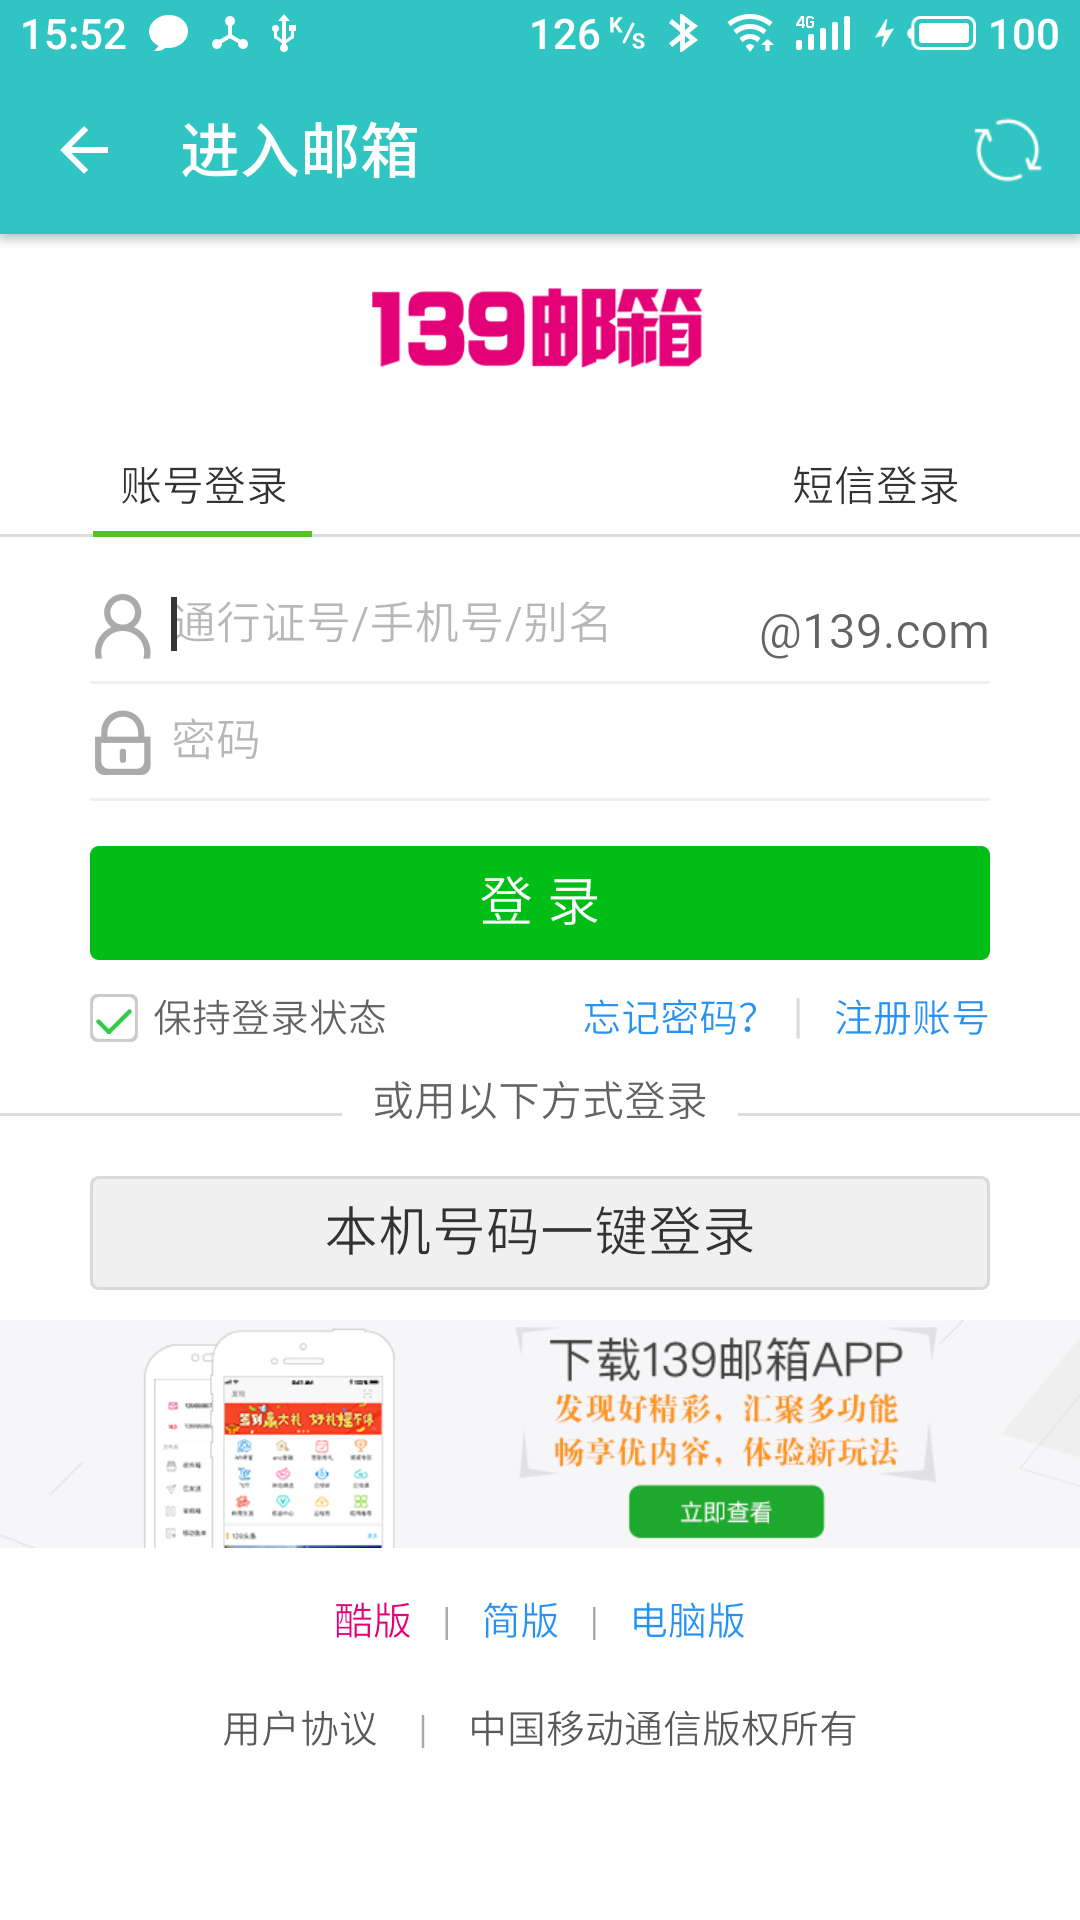 15:52 126 K/s 4G 100
进入邮箱
139邮箱
账号登录 短信登录
通行证号/手机号/别名 @139.com
密码
登 录
保持登录状态 忘记密码? | 注册账号
或用以下方式登录
本机号码一键登录
下载139邮箱APP
发现好精彩，汇聚多功能
畅享优内容，体验新玩法
立即查看
签到赢大礼 好礼撞不停
139头条
酷版 | 简版 | 电脑版
用户协议 | 中国移动通信版权所有